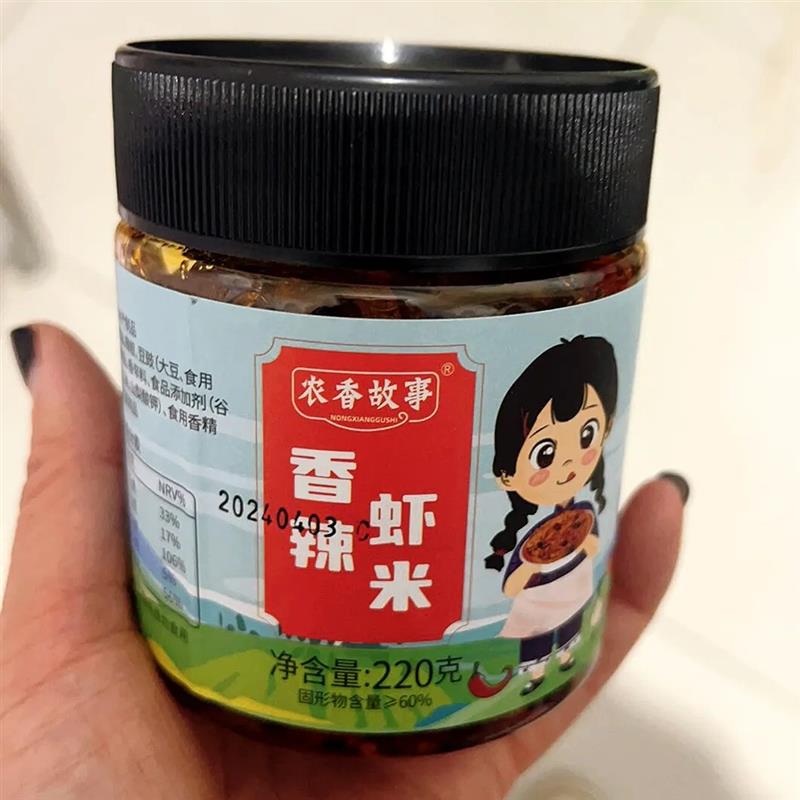 农香故事®
NONGXIANGGUSHI
香辣
虾米
20240403 C
净含量:220克
固形物含量≥60%
豆豉(大豆、食用
食品添加剂(谷
食用香精
NRV%
33%
17%
106%
5%